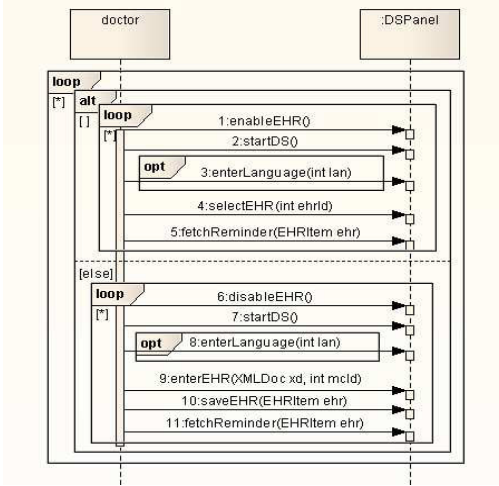 doctor
:DSPanel
loop
[*]
alt
[ ]
loop
[*]
1:enableEHR()
2:startDS()
opt
3:enterLanguage(int lan)
4:selectEHR(int ehrId)
5:fetchReminder(EHRItem ehr)
[else]
loop
[*]
6:disableEHR()
7:startDS()
opt
8:enterLanguage(int lan)
9:enterEHR(XMLDoc xd, int mcId)
10:saveEHR(EHRItem ehr)
11:fetchReminder(EHRItem ehr)